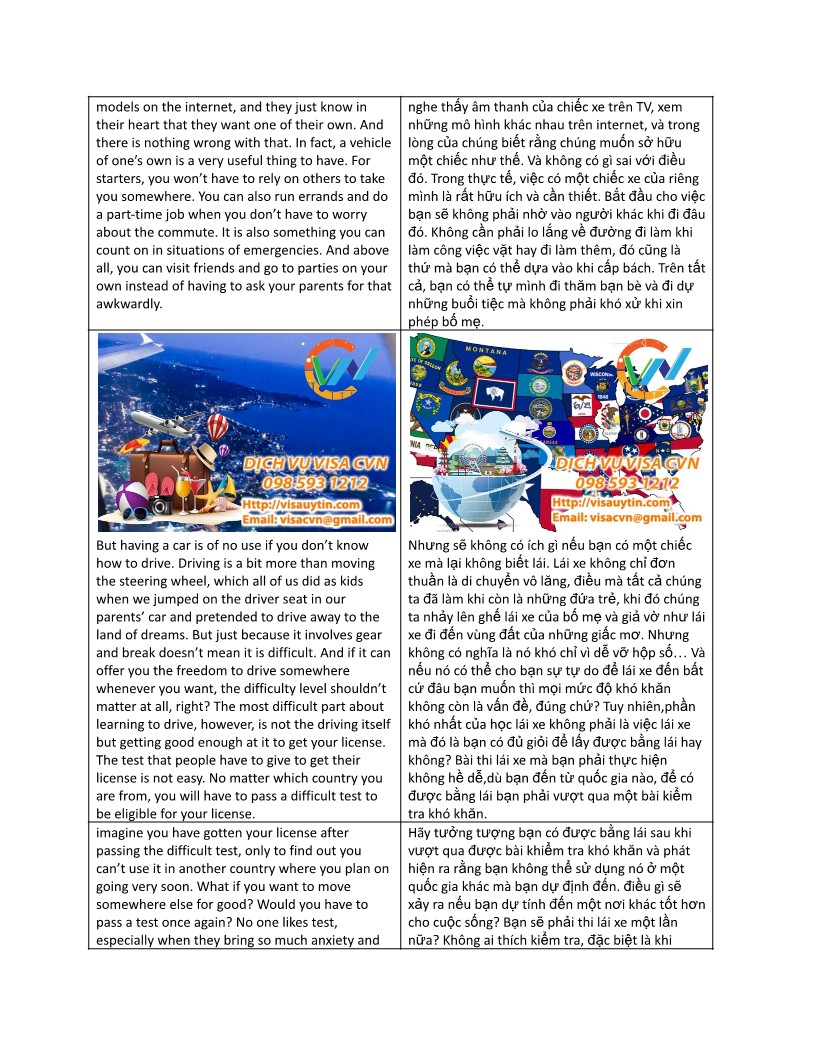 models on the internet, and they just know in
their heart that they want one of their own. And
there is nothing wrong with that. In fact, a vehicle
of one's own is a very useful thing to have. For
starters, you won't have to rely on others to take
you somewhere. You can also run errands and do
a part-time job when you don't have to worry
about the commute. It is also something you can
count on in situations of emergencies. And above
all, you can visit friends and go to parties on your
own instead of having to ask your parents for that
awkwardly.
nghe thấy âm thanh của chiếc xe trên TV, xem
những mô hình khác nhau trên internet, và trong
lòng của chúng biết rằng chúng muốn sở hữu
một chiếc như thế. Và không có gì sai với điều
đó. Trong thực tế, việc có một chiếc xe của riêng
mình là rất hữu ích và cần thiết. Bắt đầu cho việc
bạn sẽ không phải nhờ vào người khác khi đi đâu
đó. Không cần phải lo lắng về đường đi làm khi
làm công việc vặt hay đi làm thêm, đó cũng là
thứ mà bạn có thể dựa vào khi cấp bách. Trên tất
cả, bạn có thể tự mình đi thăm bạn bè và đi dự
những buổi tiệc mà không phải khó xử khi xin
phép bố mẹ.
CVN
DỊCH VỤ VISA CVN
098 593 1212
Http://visauytin.com
Email: visacvn@gmail.com
MONTANA
WISCONSIN
1848
CVN
DỊCH VỤ VISA CVN
098 593 1212
Http://visauytin.com
Email: visacvn@gmail.com
But having a car is of no use if you don't know
how to drive. Driving is a bit more than moving
the steering wheel, which all of us did as kids
when we jumped on the driver seat in our
parents' car and pretended to drive away to the
land of dreams. But just because it involves gear
and break doesn't mean it is difficult. And if it can
offer you the freedom to drive somewhere
whenever you want, the difficulty level shouldn't
matter at all, right? The most difficult part about
learning to drive, however, is not the driving itself
but getting good enough at it to get your license.
The test that people have to give to get their
license is not easy. No matter which country you
are from, you will have to pass a difficult test to
be eligible for your license.
Nhưng sẽ không có ích gì nếu bạn có một chiếc
xe mà lại không biết lái. Lái xe không chỉ đơn
thuần là di chuyển vô lăng, điều mà tất cả chúng
ta đã làm khi còn là những đứa trẻ, khi đó chúng
ta nhảy lên ghế lái xe của bố mẹ và giả vờ như lái
xe đi đến vùng đất của những giấc mơ. Nhưng
không có nghĩa là nó khó chỉ vì dễ vỡ hộp số... Và
nếu nó có thể cho bạn sự tự do để lái xe đến bất
cứ đâu bạn muốn thì mọi mức độ khó khăn
không còn là vấn đề, đúng chứ? Tuy nhiên,phần
khó nhất của học lái xe không phải là việc lái xe
mà đó là bạn có đủ giỏi để lấy được bằng lái hay
không? Bài thi lái xe mà bạn phải thực hiện
không hề dễ,dù bạn đến từ quốc gia nào, để có
được bằng lái bạn phải vượt qua một bài kiểm
tra khó khăn.
imagine you have gotten your license after
passing the difficult test, only to find out you
can't use it in another country where you plan on
going very soon. What if you want to move
somewhere else for good? Would you have to
pass a test once again? No one likes test,
especially when they bring so much anxiety and
Hãy tưởng tượng bạn có được bằng lái sau khi
vượt qua được bài khiểm tra khó khăn và phát
hiện ra rằng bạn không thể sử dụng nó ở một
quốc gia khác mà bạn dự định đến. điều gì sẽ
xảy ra nếu bạn dự tính đến một nơi khác tốt hơn
cho cuộc sống? Bạn sẽ phải thi lái xe một lần
nữa? Không ai thích kiểm tra, đặc biệt là khi